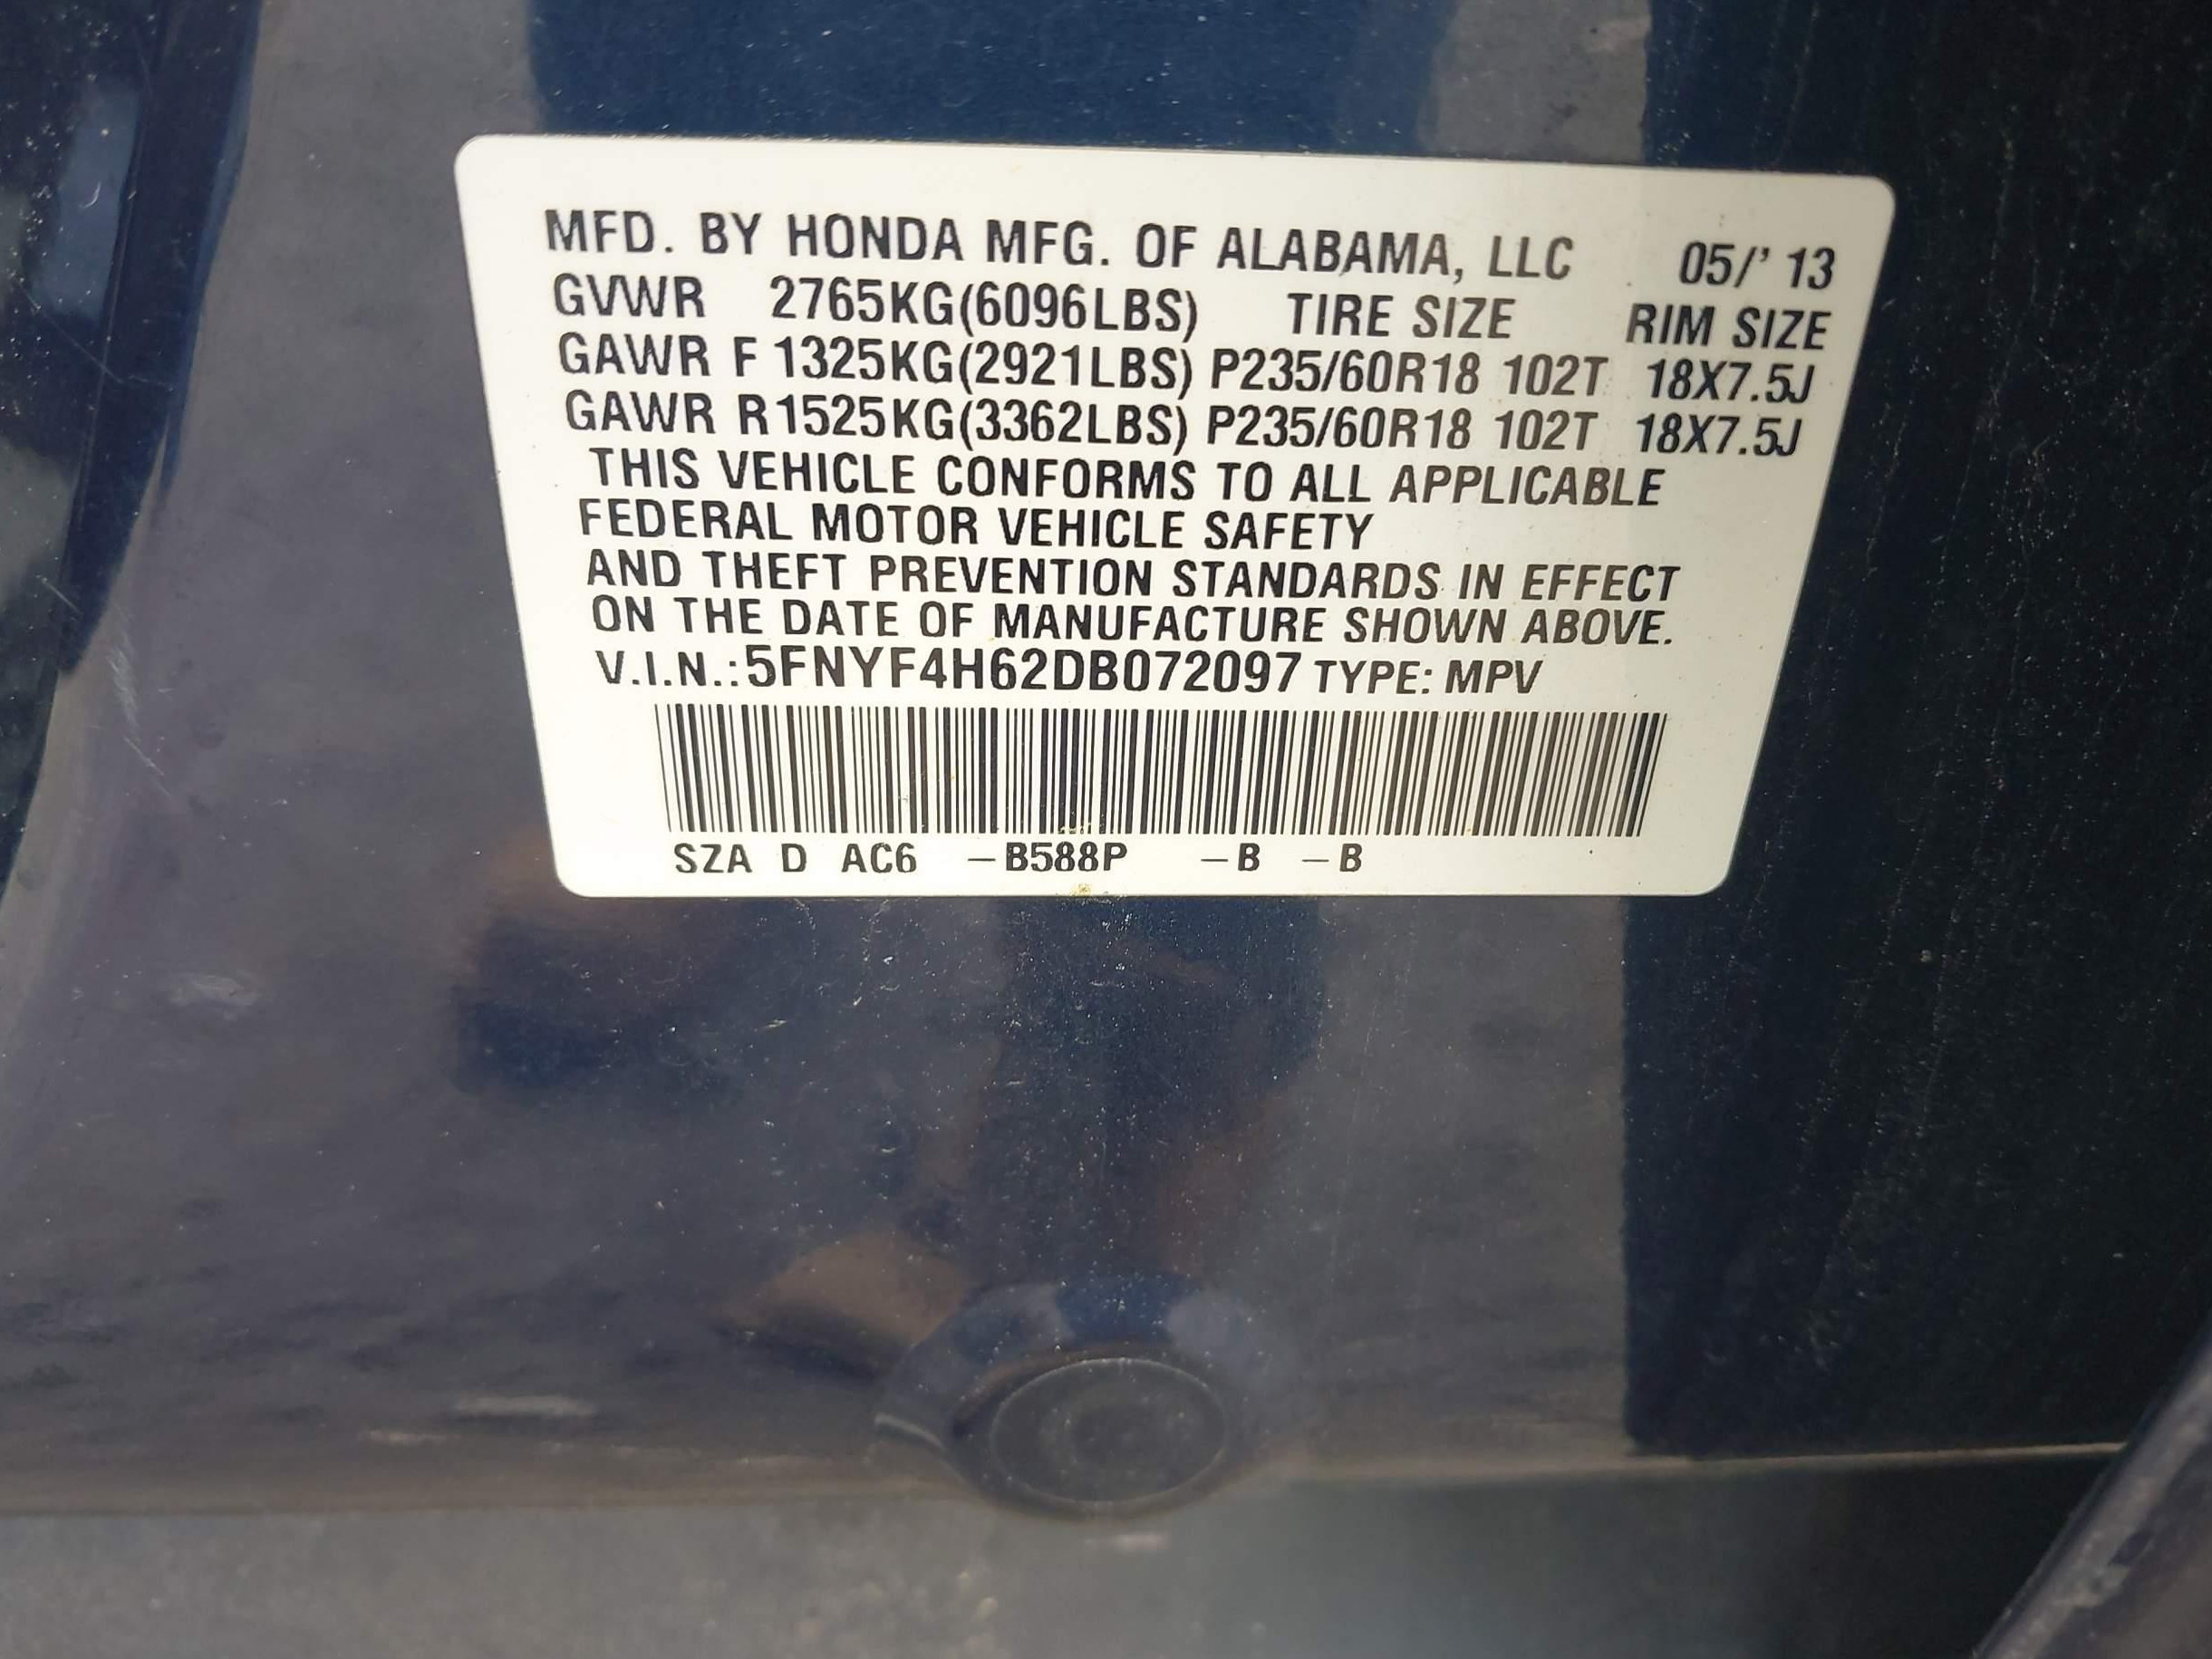 MFD. BY HONDA MFG. OF ALABAMA, LLC 05/' 13
GVWR 2765KG(6096LBS) TIRE SIZE RIM SIZE
GAWR F 1325KG(2921LBS) P235/60R18 102T 18X7.5J
GAWR R 1525KG(3362LBS) P235/60R18 102T 18X7.5J
THIS VEHICLE CONFORMS TO ALL APPLICABLE
FEDERAL MOTOR VEHICLE SAFETY
AND THEFT PREVENTION STANDARDS IN EFFECT
ON THE DATE OF MANUFACTURE SHOWN ABOVE.
V.I.N.:5FNYF4H62DB072097 TYPE: MPV
SZA D AC6 –B588P –B –B